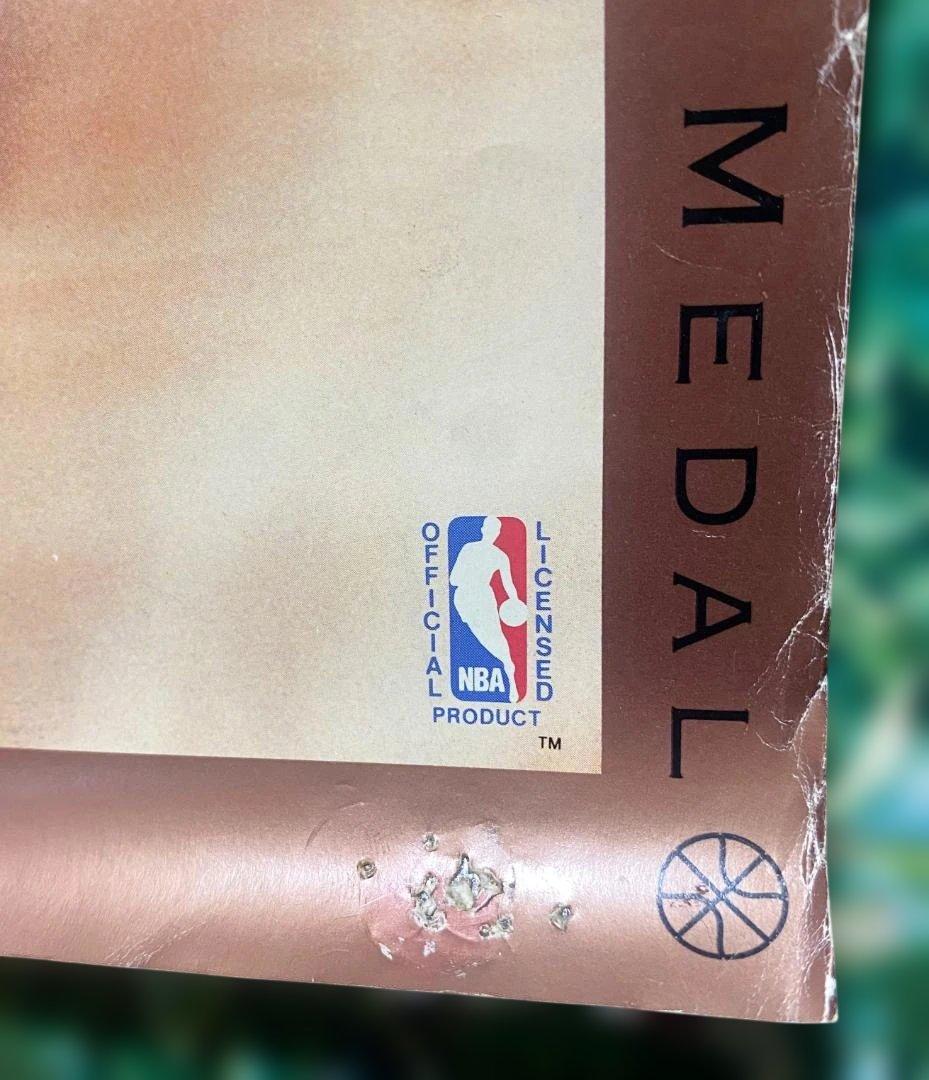 MEDAL
OFFICIAL
LICENSED
NBA
PRODUCT
TM